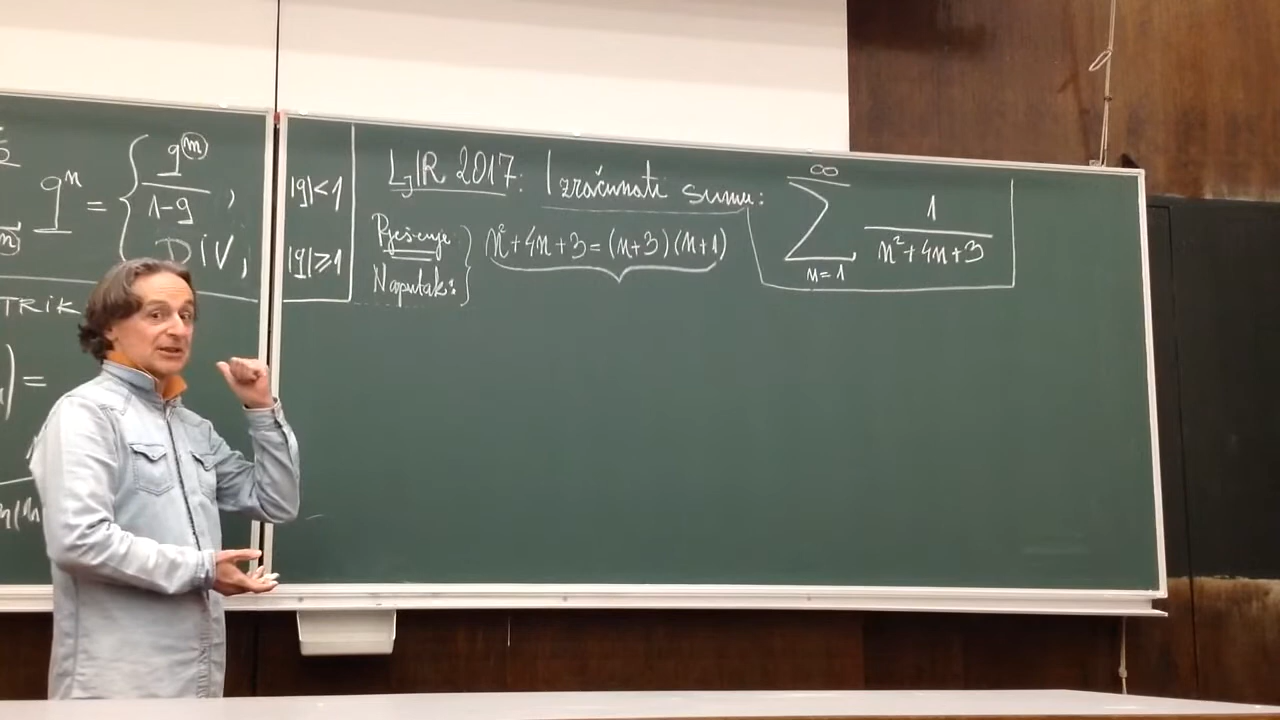 q^n = { q^(m) / (1-q) , |q|<1
DIV, |q|≥1
TRIK
LJIR 2017: Izračunati sumu: ∑_{n=1}^{∞} 1 / (n²+4n+3)
Rješenje
Naputak: } n²+4n+3=(n+3)(n+1)